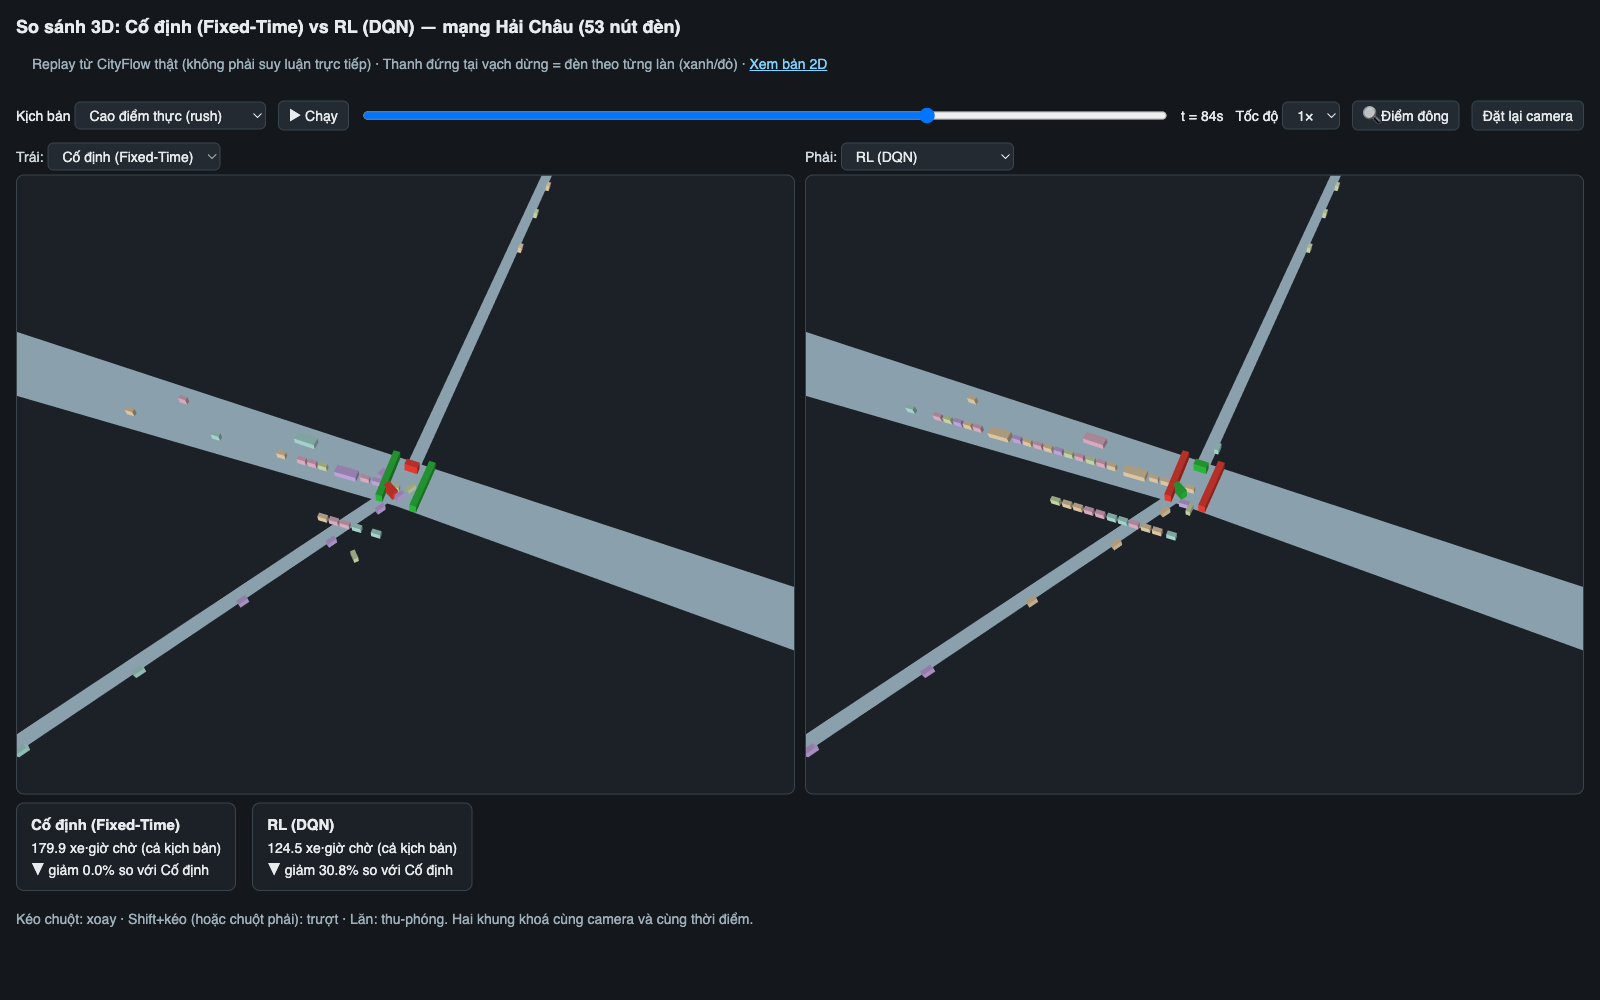 So sánh 3D: Cố định (Fixed-Time) vs RL (DQN) — mạng Hải Châu (53 nút đèn)
Replay từ CityFlow thật (không phải suy luận trực tiếp) · Thanh đứng tại vạch dừng = đèn theo từng làn (xanh/đỏ) · Xem bản 2D
Kịch bản Cao điểm thực (rush) ▶ Chạy t = 84s Tốc độ 1× 🔍Điểm đông Đặt lại camera
Trái: Cố định (Fixed-Time) Phải: RL (DQN)
Cố định (Fixed-Time)
179.9 xe·giờ chờ (cả kịch bản)
▼ giảm 0.0% so với Cố định
RL (DQN)
124.5 xe·giờ chờ (cả kịch bản)
▼ giảm 30.8% so với Cố định
Kéo chuột: xoay · Shift+kéo (hoặc chuột phải): trượt · Lăn: thu-phóng. Hai khung khoá cùng camera và cùng thời điểm.